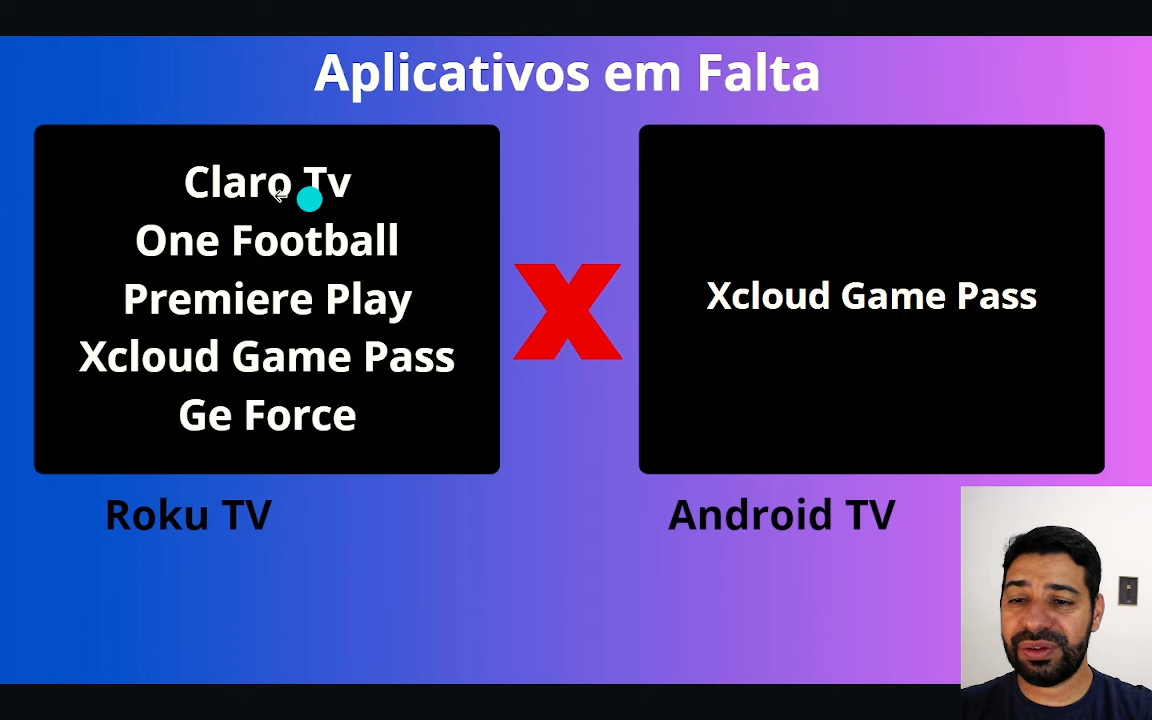 Aplicativos em Falta
Claro Tv
One Football
Premiere Play
Xcloud Game Pass
Ge Force
X
Xcloud Game Pass
Roku TV
Android TV